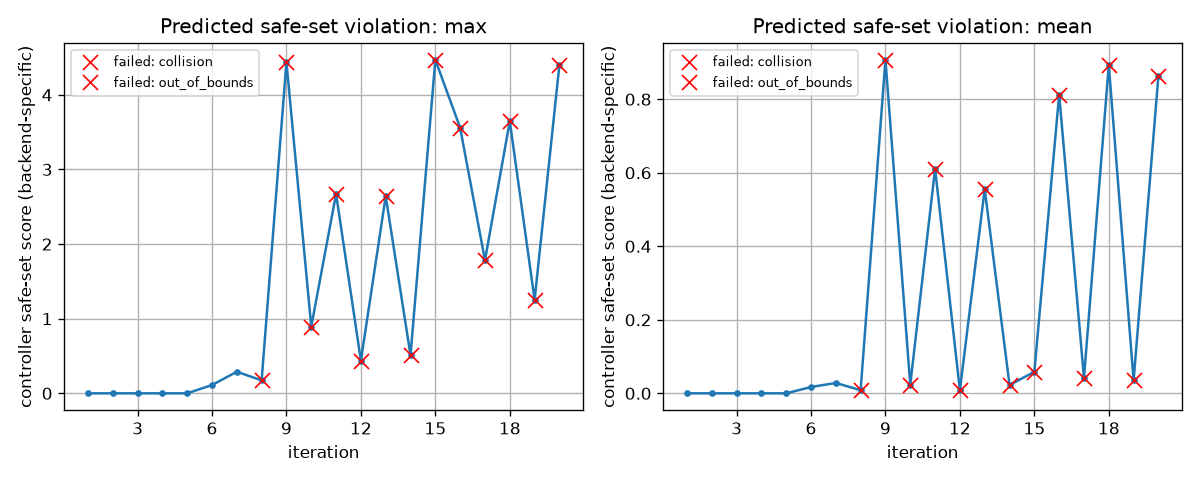 Predicted safe-set violation: max
controller safe-set score (backend-specific)
failed: collision
failed: out_of_bounds
4
3
2
1
0
3 6 9 12 15 18
iteration
Predicted safe-set violation: mean
controller safe-set score (backend-specific)
failed: collision
failed: out_of_bounds
0.8
0.6
0.4
0.2
0.0
3 6 9 12 15 18
iteration